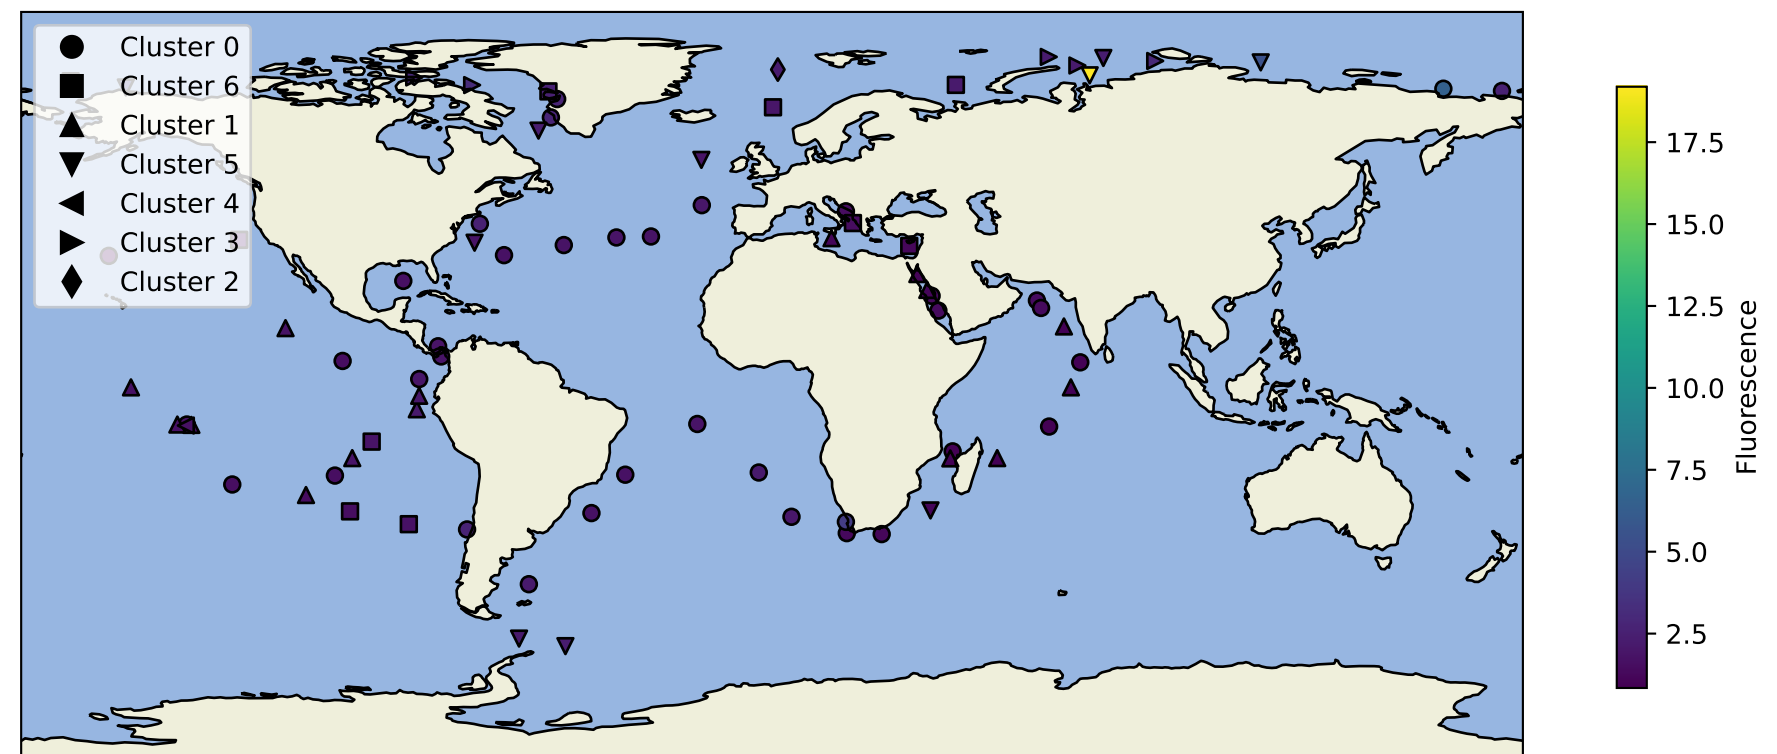 Cluster 0
Cluster 6
Cluster 1
Cluster 5
Cluster 4
Cluster 3
Cluster 2
17.5
15.0
12.5
10.0
7.5
5.0
2.5
Fluorescence